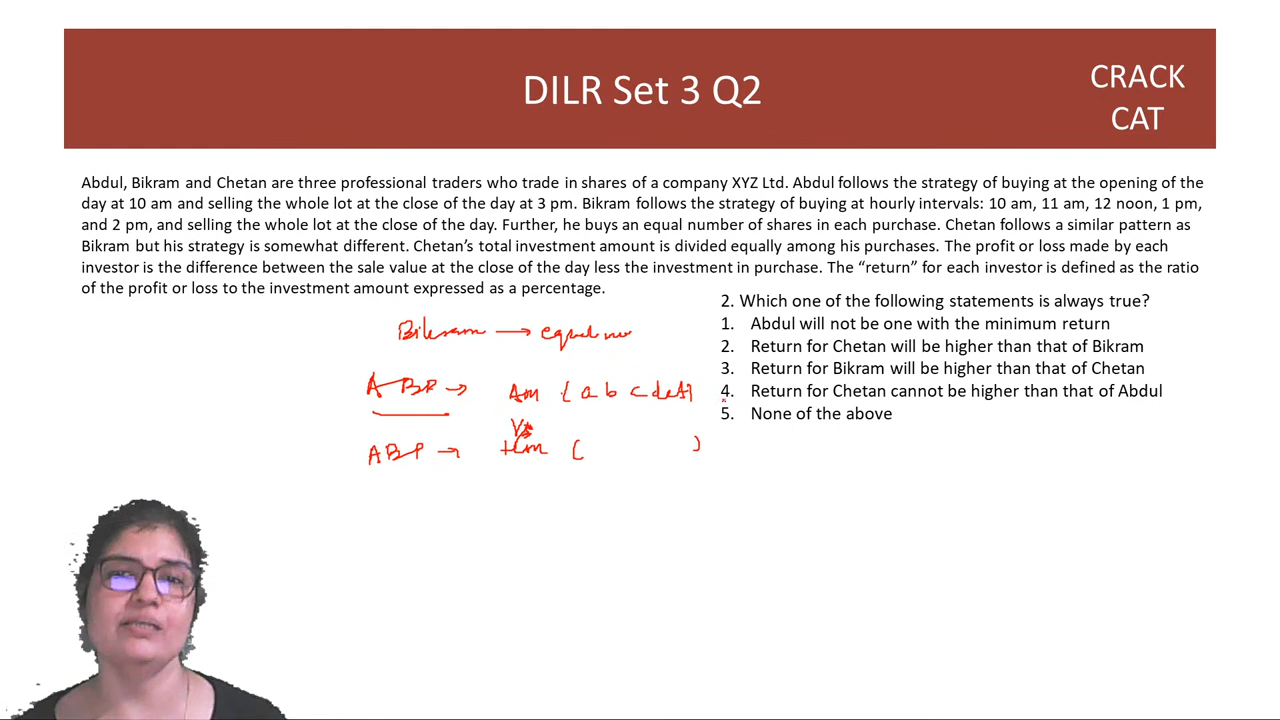 DILR Set 3 Q2
CRACK
CAT
Abdul, Bikram and Chetan are three professional traders who trade in shares of a company XYZ Ltd. Abdul follows the strategy of buying at the opening of the
day at 10 am and selling the whole lot at the close of the day at 3 pm. Bikram follows the strategy of buying at hourly intervals: 10 am, 11 am, 12 noon, 1 pm,
and 2 pm, and selling the whole lot at the close of the day. Further, he buys an equal number of shares in each purchase. Chetan follows a similar pattern as
Bikram but his strategy is somewhat different. Chetan's total investment amount is divided equally among his purchases. The profit or loss made by each
investor is the difference between the sale value at the close of the day less the investment in purchase. The “return” for each investor is defined as the ratio
of the profit or loss to the investment amount expressed as a percentage.
2. Which one of the following statements is always true?
1. Abdul will not be one with the minimum return
2. Return for Chetan will be higher than that of Bikram
3. Return for Bikram will be higher than that of Chetan
4. Return for Chetan cannot be higher than that of Abdul
5. None of the above
Bikram → equal no
A BP → Am ( a b c d e
Vs
ABP → Hm ( )